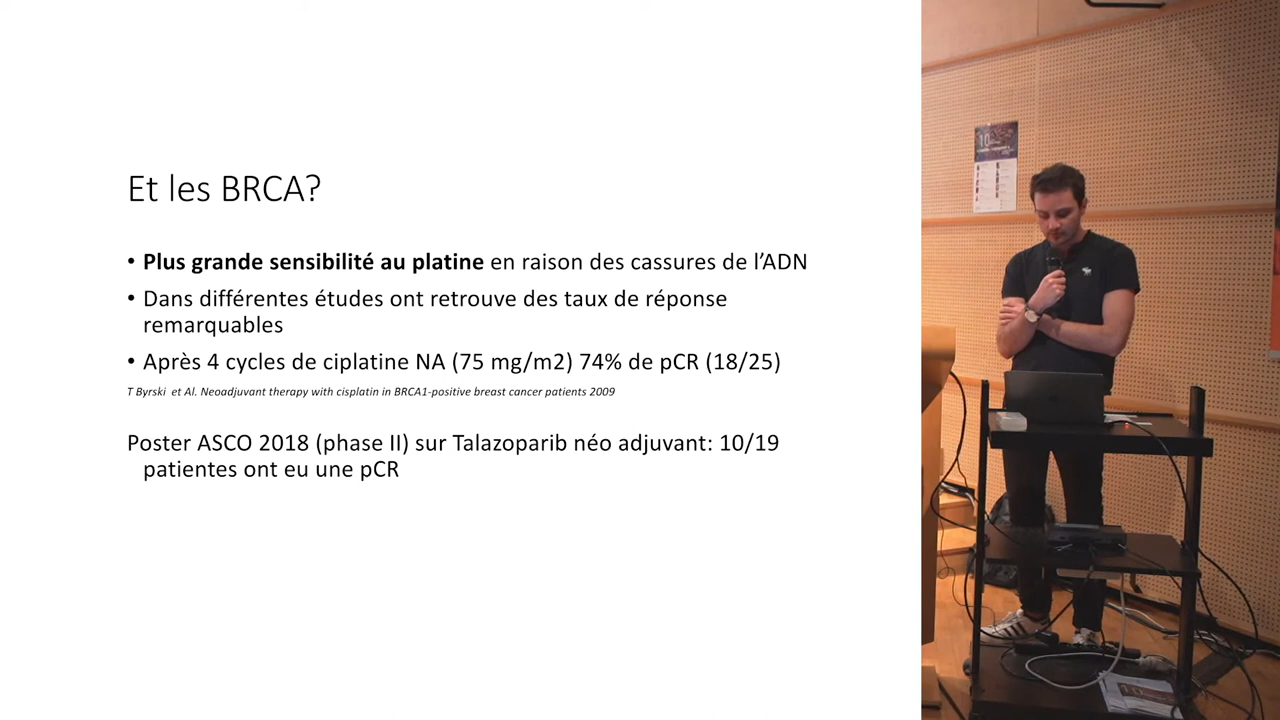 Et les BRCA?
• Plus grande sensibilité au platine en raison des cassures de l’ADN
• Dans différentes études ont retrouve des taux de réponse
remarquables
• Après 4 cycles de ciplatine NA (75 mg/m2) 74% de pCR (18/25)
T Byrski et Al. Neoadjuvant therapy with cisplatin in BRCA1-positive breast cancer patients 2009
Poster ASCO 2018 (phase II) sur Talazoparib néo adjuvant: 10/19
patientes ont eu une pCR
10